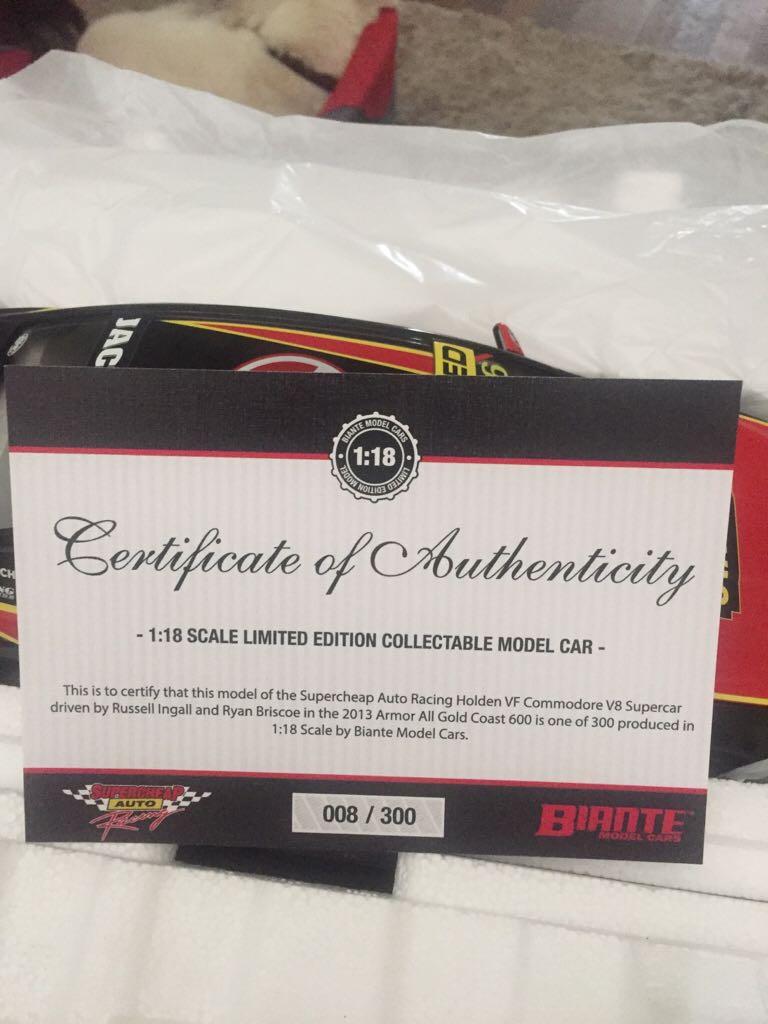 JAC
BIANTE MODEL CARS
1:18
LIMITED EDITION MODEL
Certificate of Authenticity
- 1:18 SCALE LIMITED EDITION COLLECTABLE MODEL CAR -
This is to certify that this model of the Supercheap Auto Racing Holden VF Commodore V8 Supercar
driven by Russell Ingall and Ryan Briscoe in the 2013 Armor All Gold Coast 600 is one of 300 produced in
1:18 Scale by Biante Model Cars.
SUPERCHEAP
AUTO
Racing
008 / 300
BIANTE
MODEL CARS